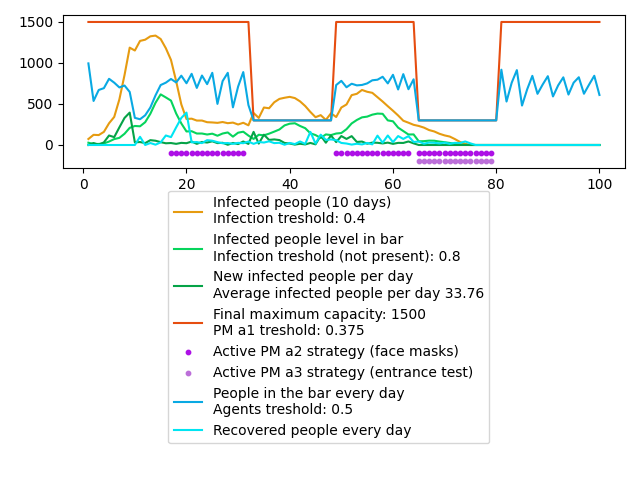 1500
1000
500
0
0
20
40
60
80
100
Infected people (10 days)
Infection treshold: 0.4
Infected people level in bar
Infection treshold (not present): 0.8
New infected people per day
Average infected people per day 33.76
Final maximum capacity: 1500
PM a1 treshold: 0.375
Active PM a2 strategy (face masks)
Active PM a3 strategy (entrance test)
People in the bar every day
Agents treshold: 0.5
Recovered people every day